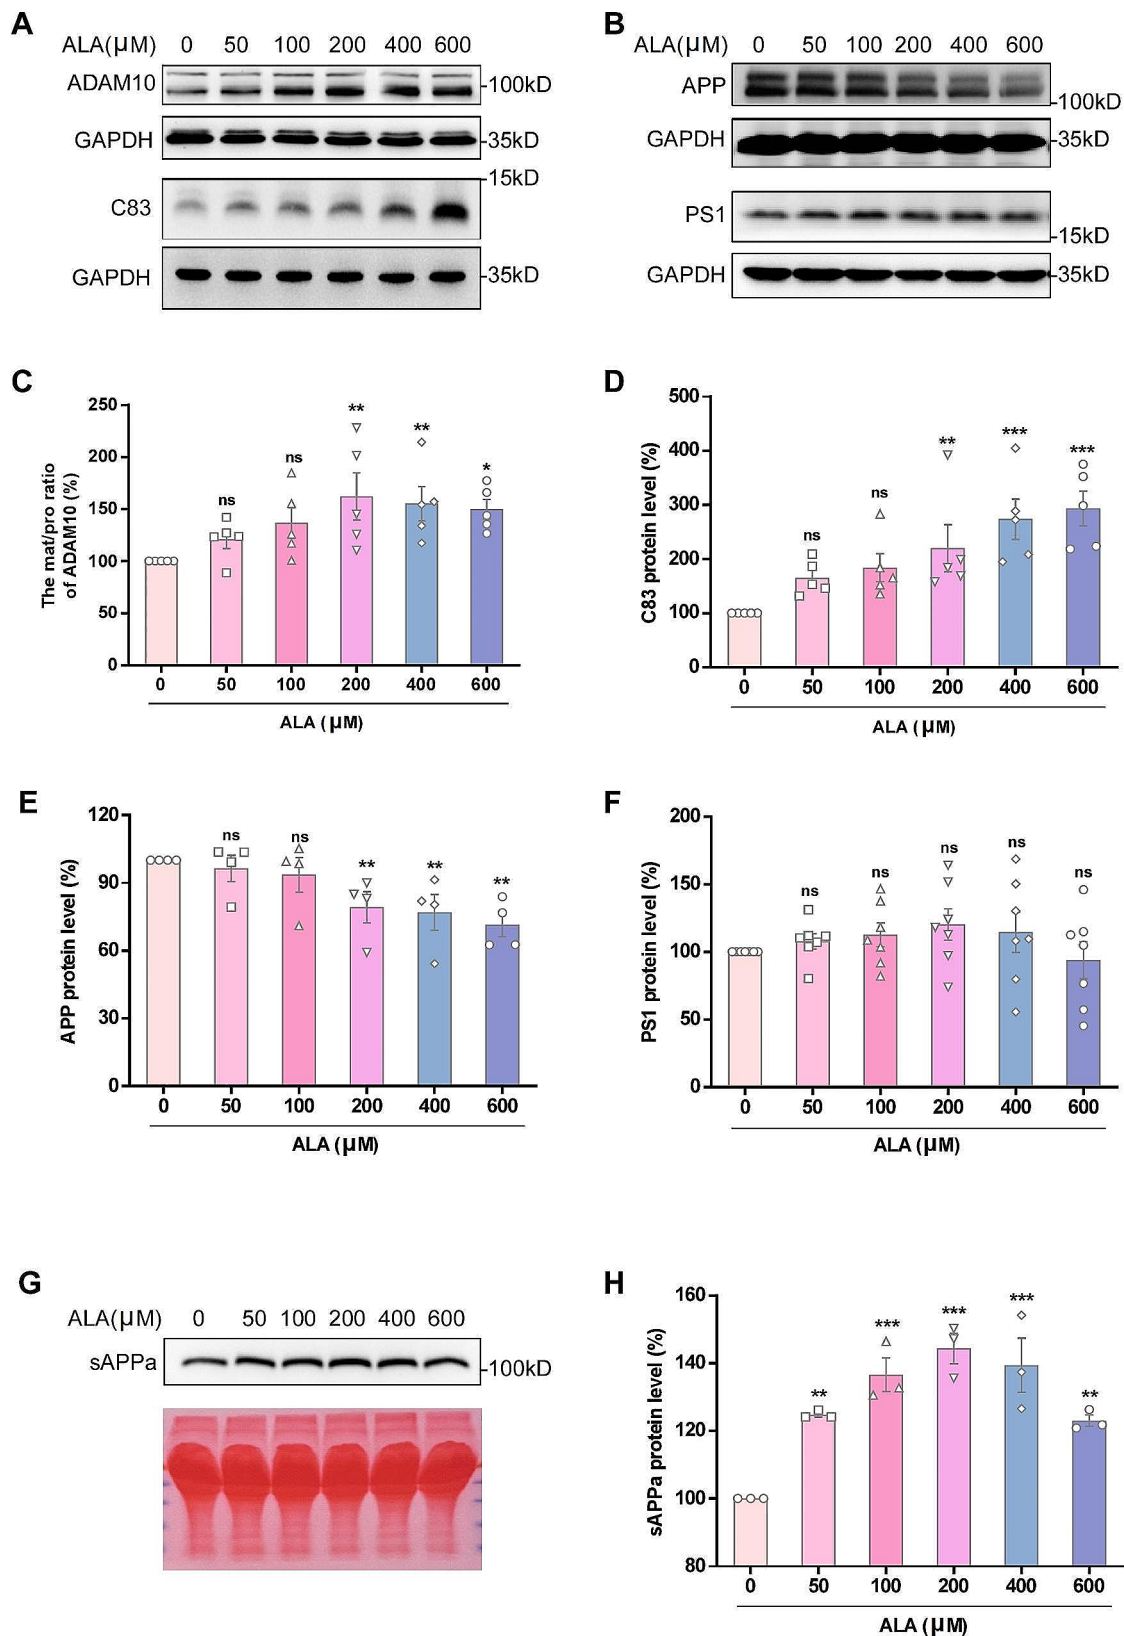 A
ALA(μM) 0 50 100 200 400 600
ADAM10
-100kD
GAPDH
-35kD
-15kD
C83
GAPDH
-35kD
B
ALA(μM) 0 50 100 200 400 600
APP
-100kD
GAPDH
-35kD
PS1
-15kD
GAPDH
-35kD
C
The mat/pro ratio
of ADAM10 (%)
250
200
150
100
50
0
ns
ns
**
**
*
0 50 100 200 400 600
ALA (μM)
D
C83 protein level (%)
500
400
300
200
100
0
ns
ns
**
***
***
0 50 100 200 400 600
ALA (μM)
E
APP protein level (%)
120
90
60
30
0
ns
ns
**
**
**
0 50 100 200 400 600
ALA (μM)
F
PS1 protein level (%)
200
150
100
50
0
ns
ns
ns
ns
ns
0 50 100 200 400 600
ALA (μM)
G
ALA(μM) 0 50 100 200 400 600
sAPPa
-100kD
H
sAPPa protein level (%)
160
140
120
100
80
**
***
***
***
**
0 50 100 200 400 600
ALA (μM)